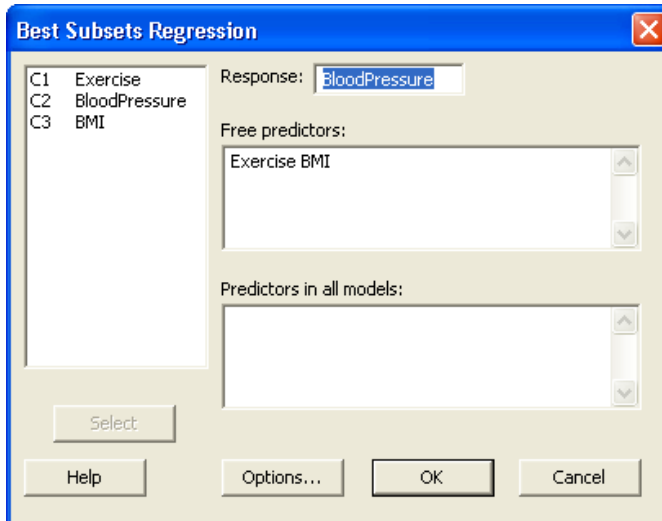 Best Subsets Regression
C1 Exercise
C2 BloodPressure
C3 BMI
Response: BloodPressure
Free predictors:
Exercise BMI
Predictors in all models:
Select
Help
Options...
OK
Cancel